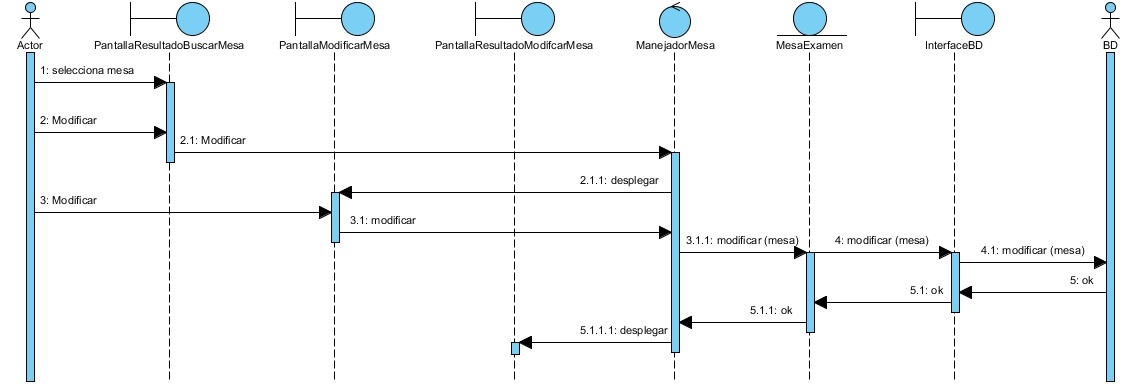 Actor
PantallaResultadoBuscarMesa
PantallaModificarMesa
PantallaResultadoModifcarMesa
ManejadorMesa
MesaExamen
InterfaceBD
BD
1: selecciona mesa
2: Modificar
2.1: Modificar
2.1.1: desplegar
3: Modificar
3.1: modificar
3.1.1: modificar (mesa)
4: modificar (mesa)
4.1: modificar (mesa)
5: ok
5.1: ok
5.1.1: ok
5.1.1.1: desplegar